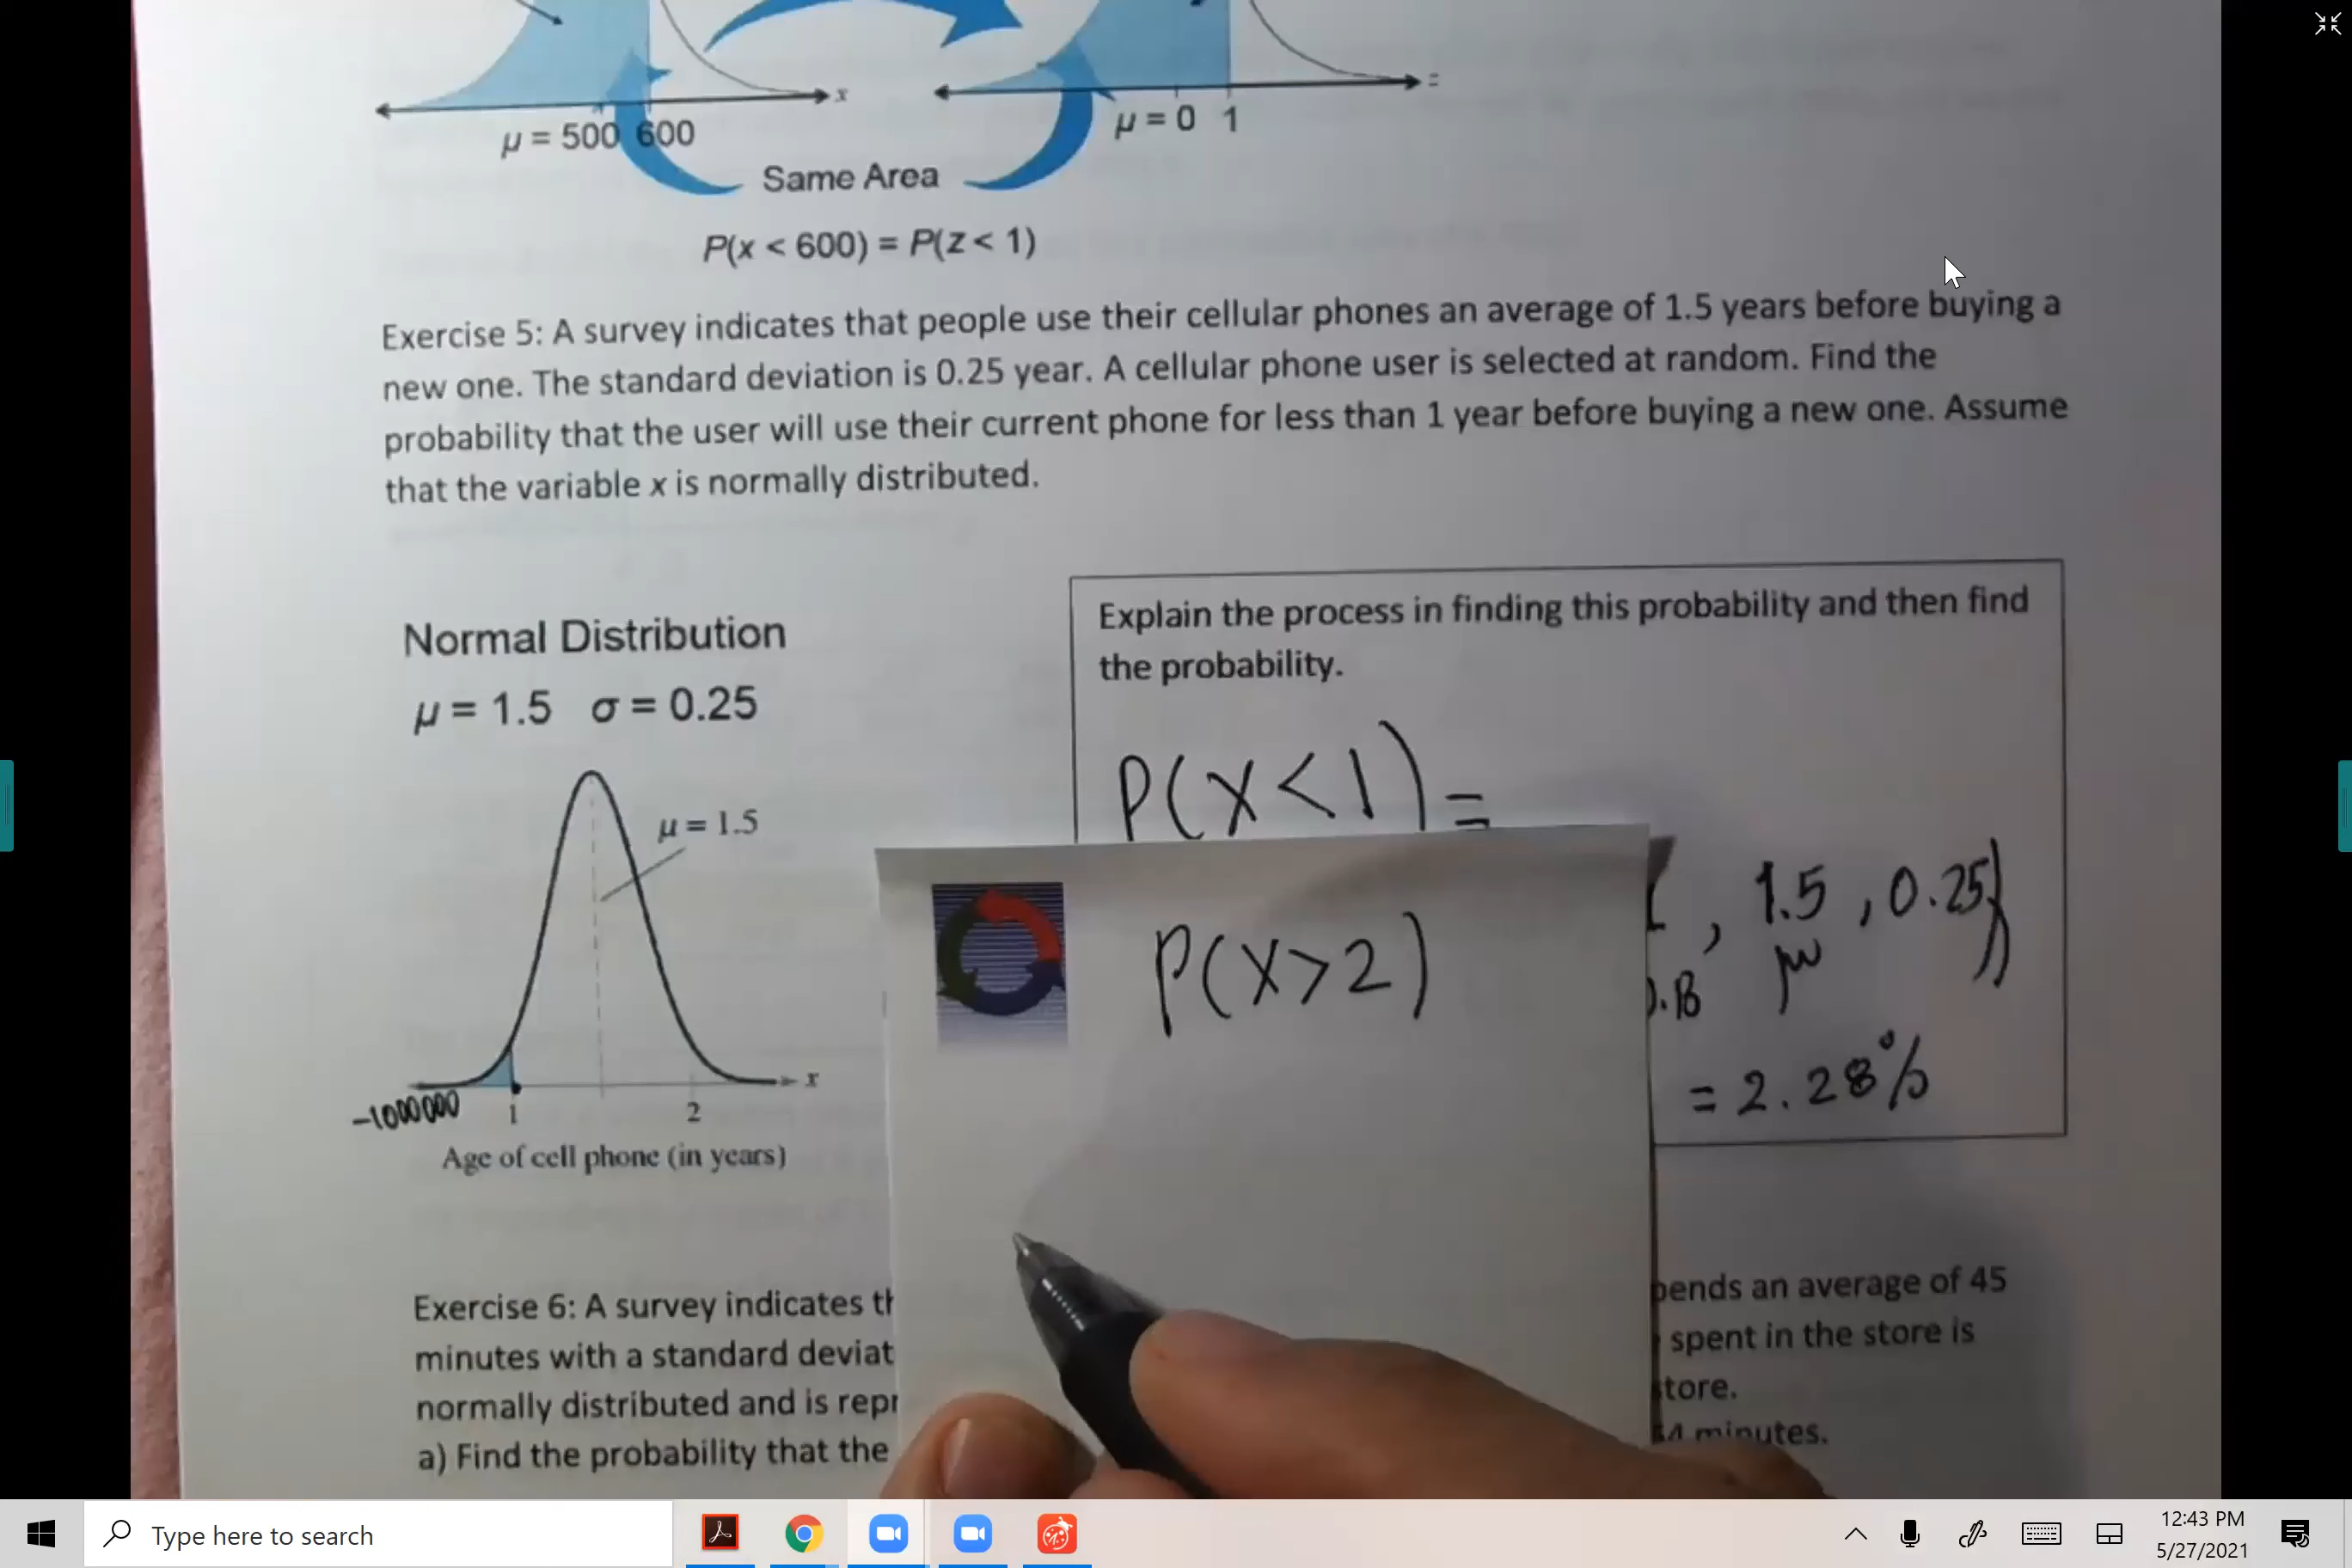 x
z
μ = 500 600
μ = 0 1
Same Area
P(x < 600) = P(z < 1)
Exercise 5: A survey indicates that people use their cellular phones an average of 1.5 years before buying a
new one. The standard deviation is 0.25 year. A cellular phone user is selected at random. Find the
probability that the user will use their current phone for less than 1 year before buying a new one. Assume
that the variable x is normally distributed.
Normal Distribution
μ = 1.5 σ = 0.25
μ = 1.5
x
-1000000
1
2
Age of cell phone (in years)
Explain the process in finding this probability and then find
the probability.
P(X<1)=
, 1.5 , 0.25)
μ
= 2.28%
P(X>2)
Exercise 6: A survey indicates
minutes with a standard
normally distributed and is
a) Find the probability that the
an average of 45
spent in the store is
minutes.
Type here to search
12:43 PM
5/27/2021